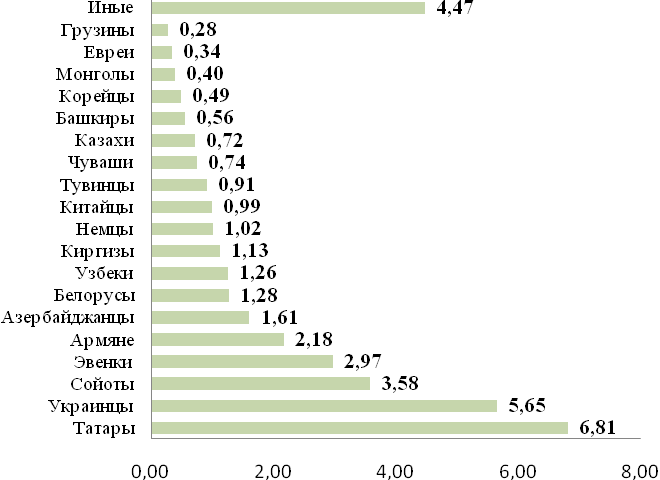 Иные 4,47
Грузины 0,28
Евреи 0,34
Монголы 0,40
Корейцы 0,49
Башкиры 0,56
Казахи 0,72
Чуваши 0,74
Тувинцы 0,91
Китайцы 0,99
Немцы 1,02
Киргизы 1,13
Узбеки 1,26
Белорусы 1,28
Азербайджанцы 1,61
Армяне 2,18
Эвенки 2,97
Сойоты 3,58
Украинцы 5,65
Татары 6,81
0,00 2,00 4,00 6,00 8,00